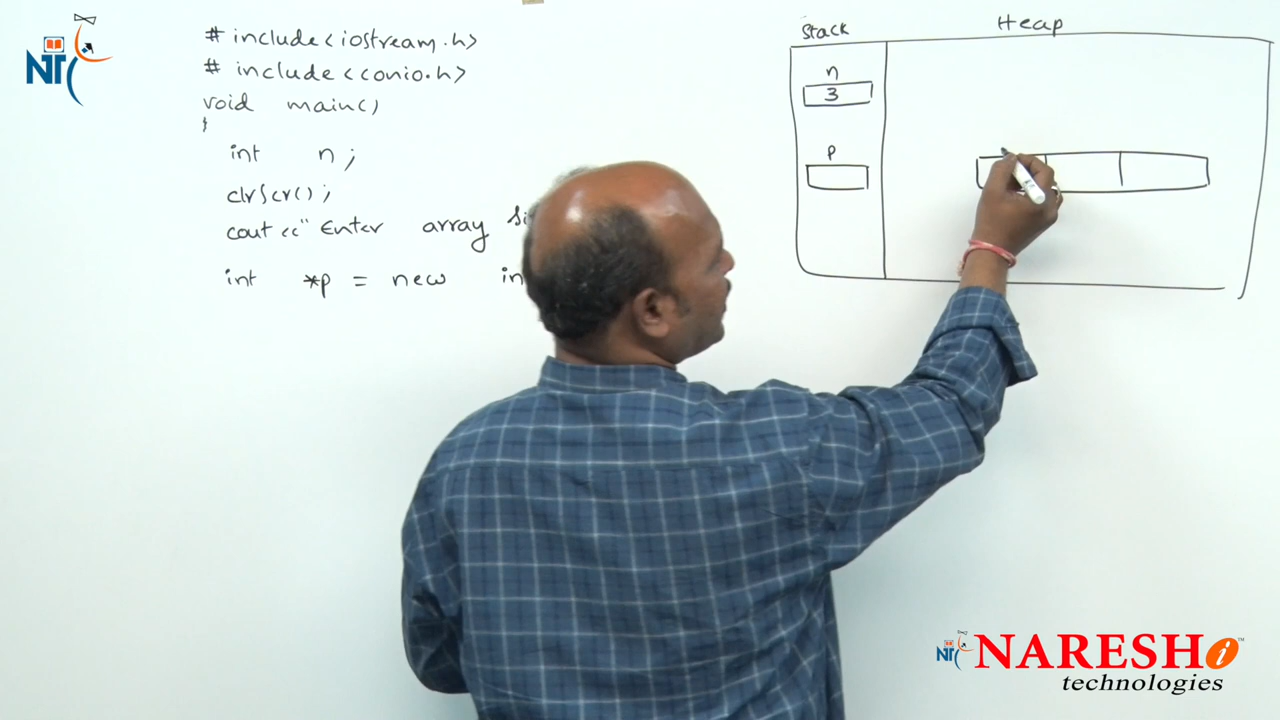 # include<iostream.h>
# include<conio.h>
void main()
{
int n;
clrscr();
cout<<"Enter array
int *p = new
Stack Heap
n
3
p
NARESH i
technologies